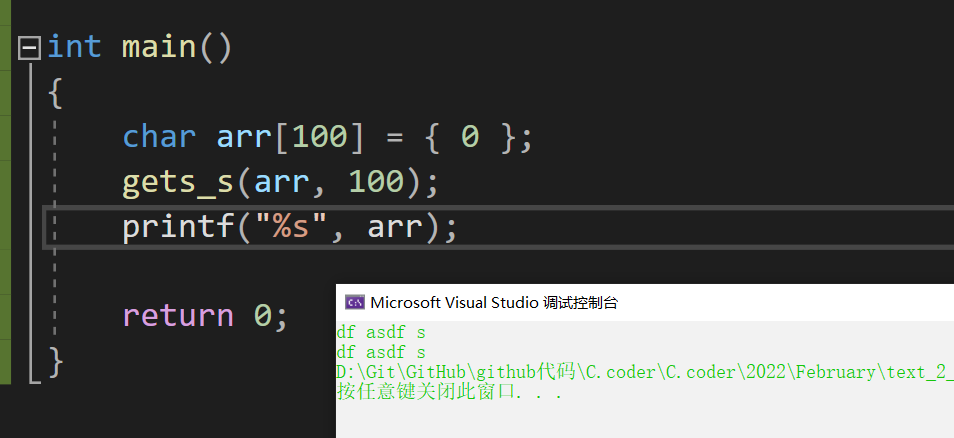 int main()
{
char arr[100] = { 0 };
gets_s(arr, 100);
printf("%s", arr);
return 0;
}
Microsoft Visual Studio 调试控制台
df asdf s
df asdf s
D:\Git\GitHub\github代码\C.coder\C.coder\2022\February\text_2_
按任意键关闭此窗口. . .